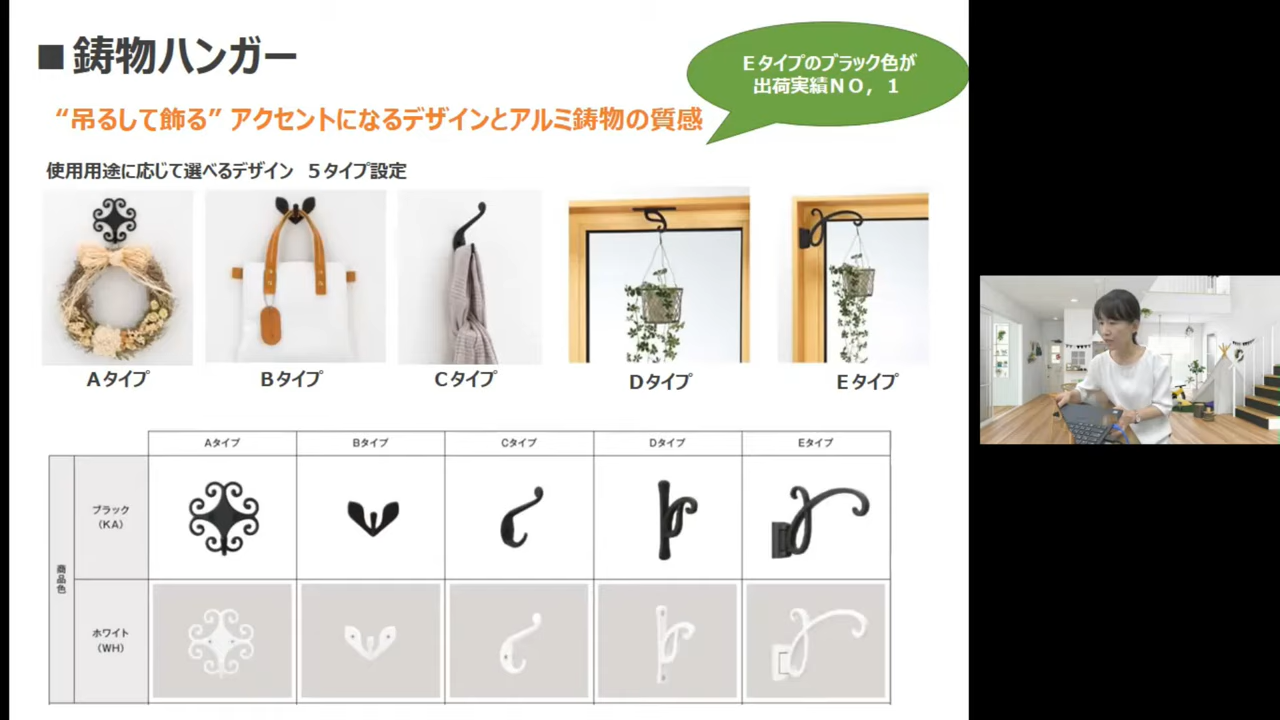 ■鋳物ハンガー
Eタイプのブラック色が
出荷実績NO,1
“吊るして飾る” アクセントになるデザインとアルミ鋳物の質感
使用用途に応じて選べるデザイン 5タイプ設定
Aタイプ
Bタイプ
Cタイプ
Dタイプ
Eタイプ
Aタイプ
Bタイプ
Cタイプ
Dタイプ
Eタイプ
商品色
ブラック
(KA)
ホワイト
(WH)